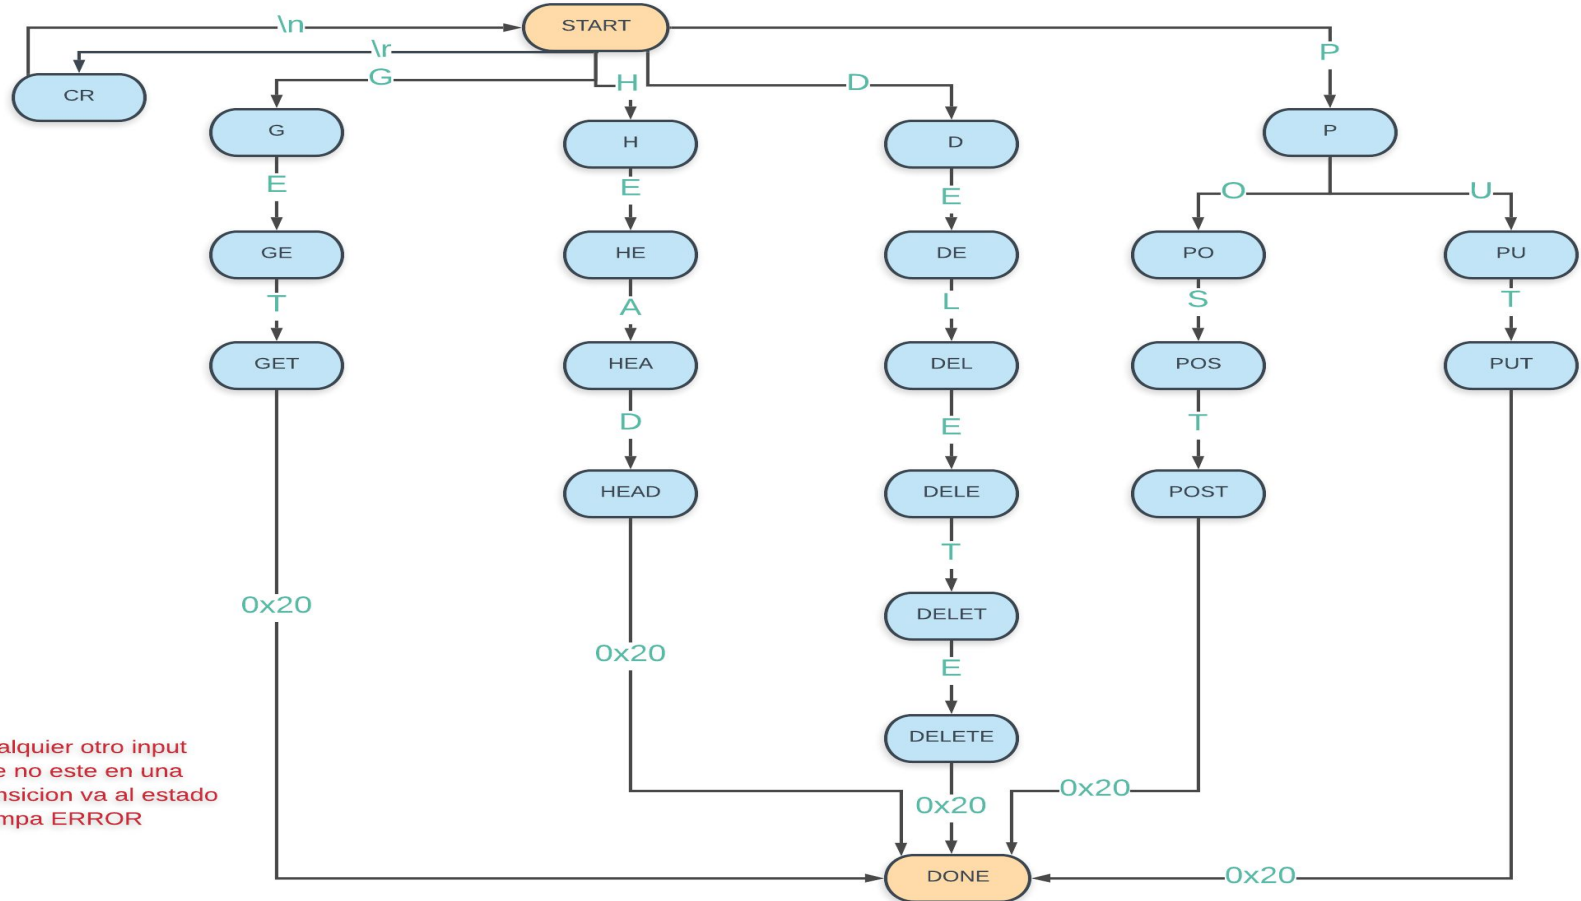 START
\n
\r
P
CR
G
H
D
G
H
D
P
E
E
E
O
U
GE
HE
DE
PO
PU
T
A
L
S
T
GET
HEA
DEL
POS
PUT
D
E
T
HEAD
DELE
POST
T
0x20
DELET
0x20
E
DELETE
alquier otro input
e no este en una
nsicion va al estado
mpa ERROR
0x20
0x20
DONE
0x20